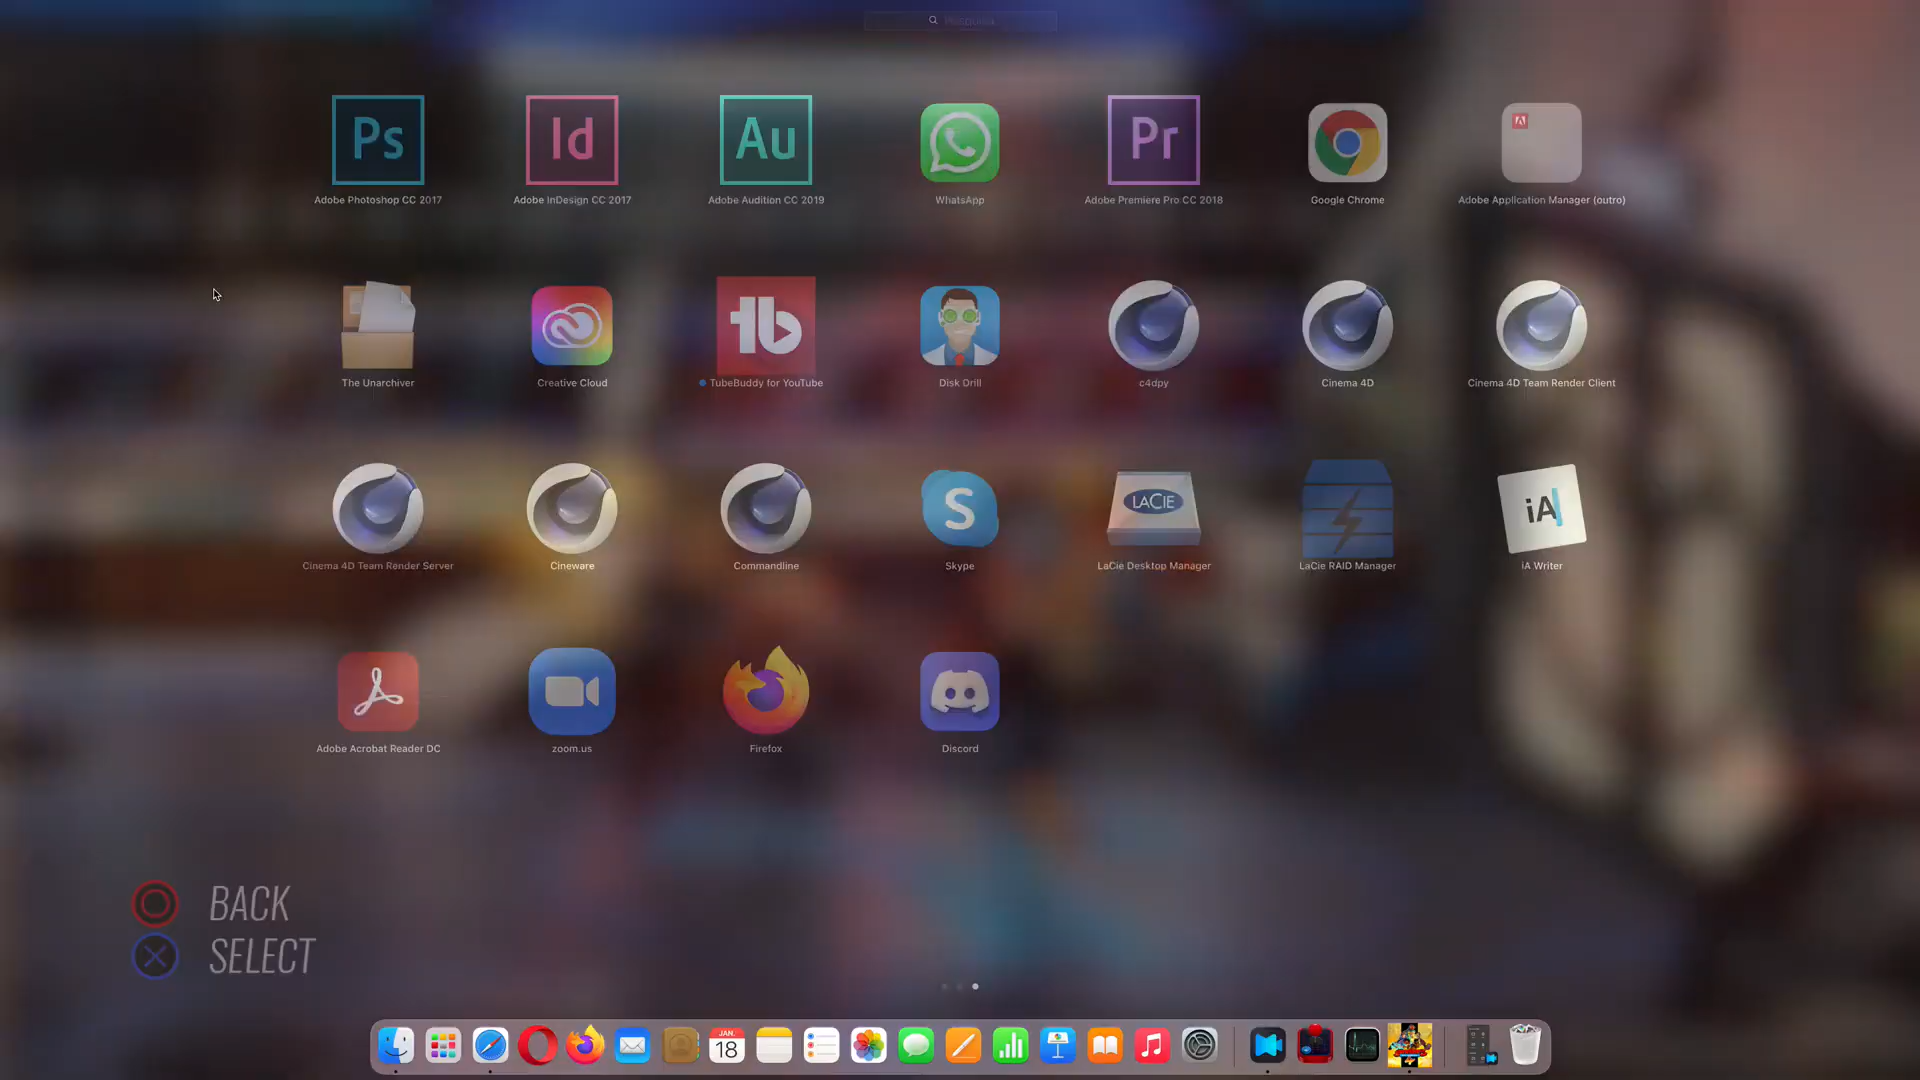 Ps
Id
Au
Pr
Adobe Photoshop CC 2017
Adobe InDesign CC 2017
Adobe Audition CC 2019
WhatsApp
Adobe Premiere Pro CC 2018
Google Chrome
Adobe Application Manager (outro)
tb
The Unarchiver
Creative Cloud
TubeBuddy for YouTube
Disk Drill
c4dpy
Cinema 4D
Cinema 4D Team Render Client
S
LACIE
iA
Cinema 4D Team Render Server
Cineware
Commandline
Skype
LaCie Desktop Manager
LaCie RAID Manager
iA Writer
Adobe Acrobat Reader DC
zoom.us
Firefox
Discord
BACK
SELECT
JAN.
18